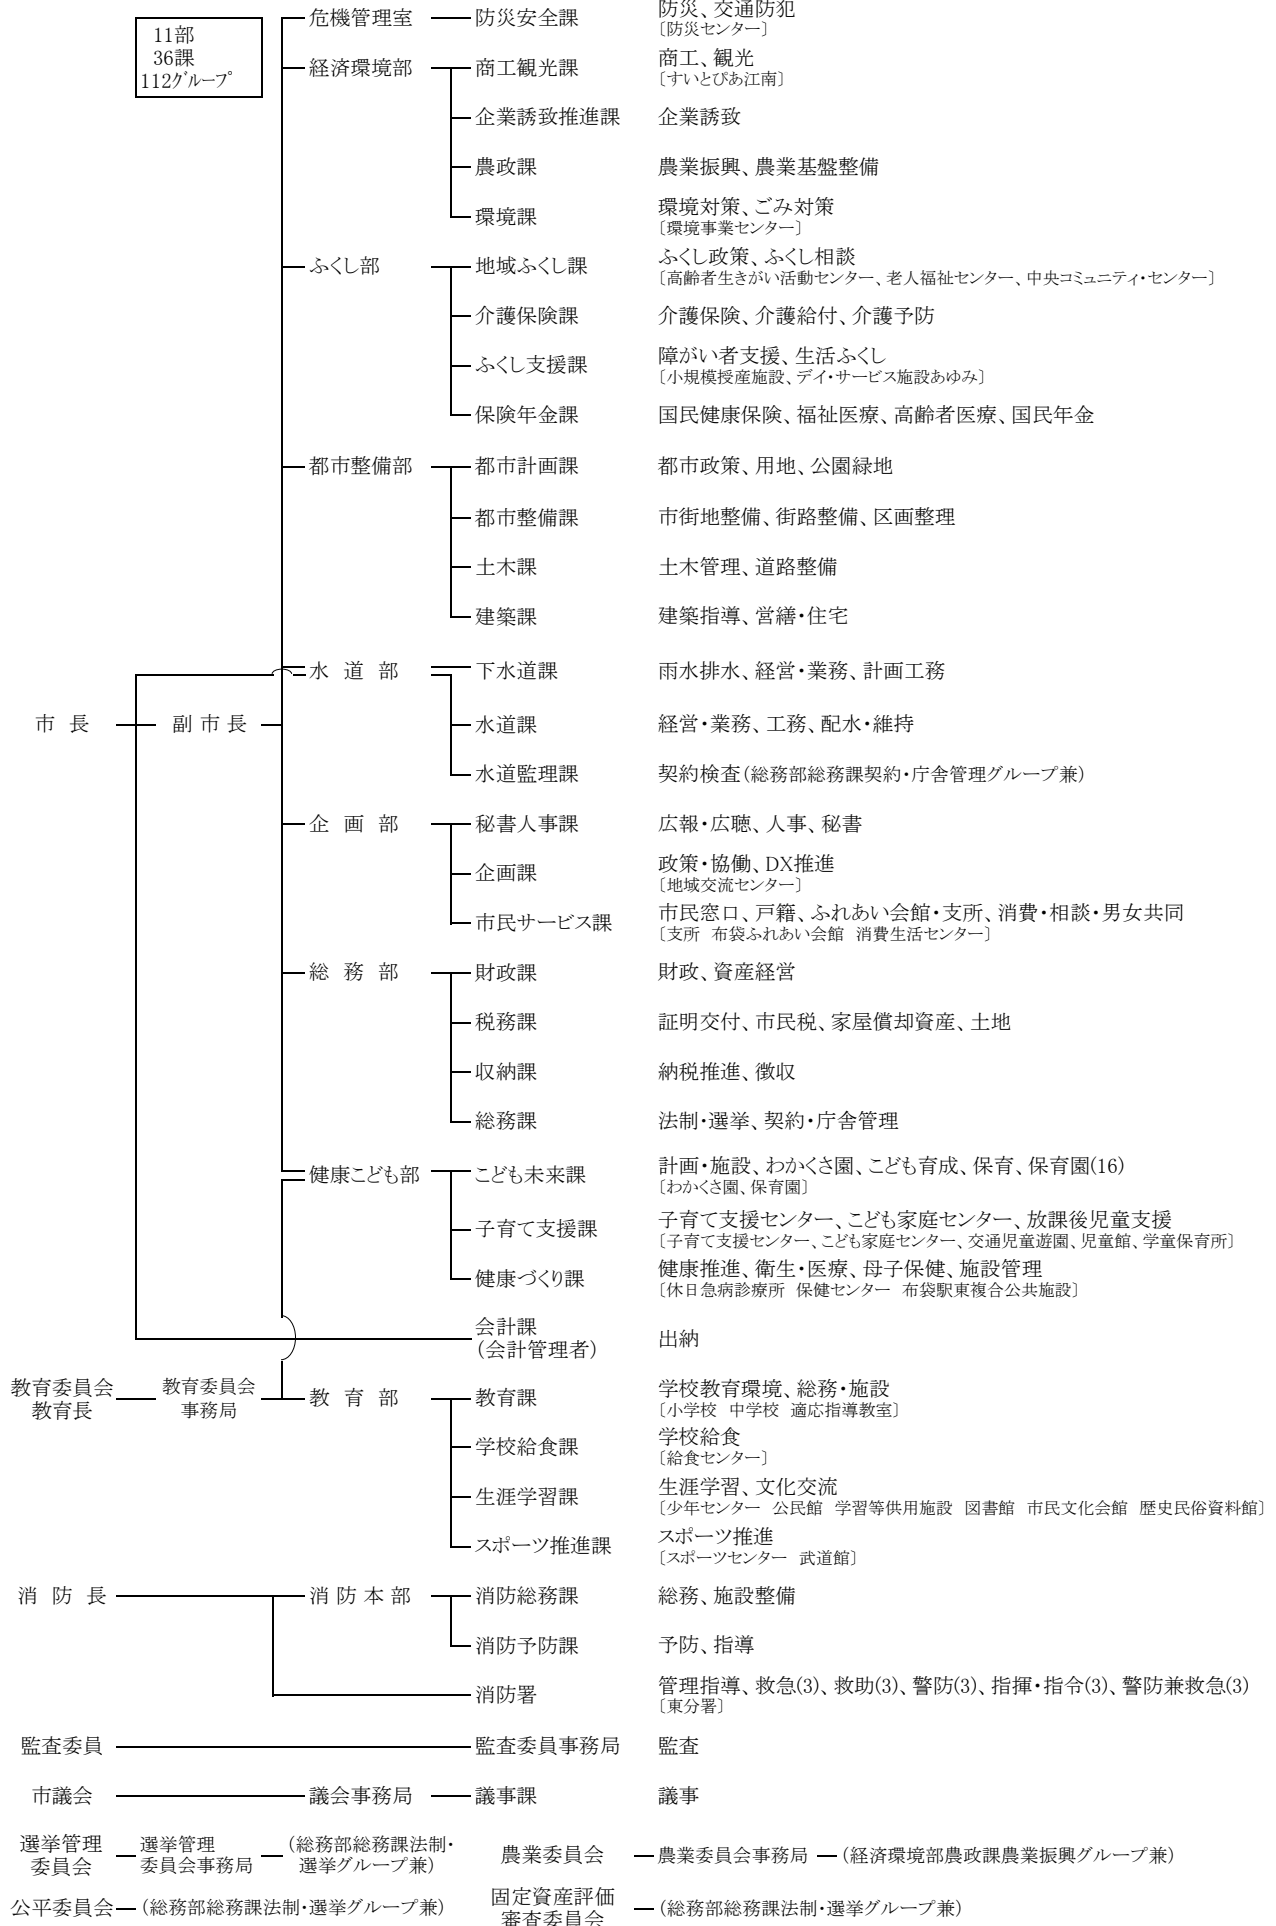 11部
36課
112グループ
危機管理室 防災安全課 防災、交通防犯
〔防災センター〕
経済環境部 商工観光課 商工、観光
〔すいとぴあ江南〕
企業誘致推進課 企業誘致
農政課 農業振興、農業基盤整備
環境課 環境対策、ごみ対策
〔環境事業センター〕
ふくし部 地域ふくし課 ふくし政策、ふくし相談
〔高齢者生きがい活動センター、老人福祉センター、中央コミュニティ・センター〕
介護保険課 介護保険、介護給付、介護予防
ふくし支援課 障がい者支援、生活ふくし
〔小規模授産施設、デイ・サービス施設あゆみ〕
保険年金課 国民健康保険、福祉医療、高齢者医療、国民年金
都市整備部 都市計画課 都市政策、用地、公園緑地
都市整備課 市街地整備、街路整備、区画整理
土木課 土木管理、道路整備
建築課 建築指導、営繕・住宅
水道部 下水道課 雨水排水、経営・業務、計画工務
市長 副市長 水道課 経営・業務、工務、配水・維持
水道監理課 契約検査(総務部総務課契約・庁舎管理グループ兼)
企画部 秘書人事課 広報・広聴、人事、秘書
企画課 政策・協働、DX推進
〔地域交流センター〕
市民サービス課 市民窓口、戸籍、ふれあい会館・支所、消費・相談・男女共同
〔支所 布袋ふれあい会館 消費生活センター〕
総務部 財政課 財政、資産経営
税務課 証明交付、市民税、家屋償却資産、土地
収納課 納税推進、徴収
総務課 法制・選挙、契約・庁舎管理
健康こども部 こども未来課 計画・施設、わかくさ園、こども育成、保育、保育園(16)
〔わかくさ園、保育園〕
子育て支援課 子育て支援センター、こども家庭センター、放課後児童支援
〔子育て支援センター、こども家庭センター、交通児童遊園、児童館、学童保育所〕
健康づくり課 健康推進、衛生・医療、母子保健、施設管理
〔休日急病診療所 保健センター 布袋駅東複合公共施設〕
会計課
(会計管理者) 出納
教育委員会
教育長 教育委員会
事務局 教育部 教育課 学校教育環境、総務・施設
〔小学校 中学校 適応指導教室〕
学校給食課 学校給食
〔給食センター〕
生涯学習課 生涯学習、文化交流
〔少年センター 公民館 学習等供用施設 図書館 市民文化会館 歴史民俗資料館〕
スポーツ推進課 スポーツ推進
〔スポーツセンター 武道館〕
消防長 消防本部 消防総務課 総務、施設整備
消防予防課 予防、指導
消防署 管理指導、救急(3)、救助(3)、警防(3)、指揮・指令(3)、警防兼救急(3)
〔東分署〕
監査委員 監査委員事務局 監査
市議会 議会事務局 議事課 議事
選挙管理
委員会 選挙管理
委員会事務局 (総務部総務課法制・
選挙グループ兼) 農業委員会 農業委員会事務局 (経済環境部農政課農業振興グループ兼)
公平委員会 (総務部総務課法制・選挙グループ兼) 固定資産評価
審査委員会 (総務部総務課法制・選挙グループ兼)